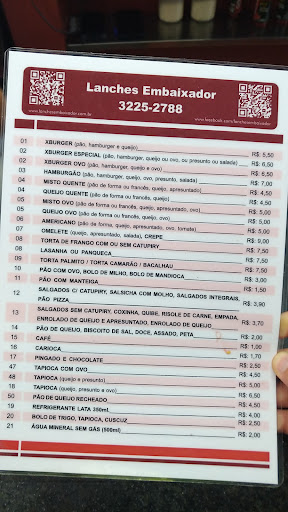 Lanches Embaixador
3225-2788
www.lanchesembaixador.com.br
www.facebook.com/lanchesembaixador
01 XBURGER (pão, hamburger e queijo) R$: 5,50
02 XBURGER ESPECIAL (pão, hamburger, queijo ou ovo, ou presunto ou salada) R$: 6,50
02 XBURGER OVO (pão, hamburger, queijo e ovo) R$: 6,00
03 HAMBURGÃO (pão, hamburger, queijo, ovo, presunto, salada) R$: 7,00
04 MISTO QUENTE (pão de forma ou francês, queijo, apresuntado) R$: 4,50
04 QUEIJO QUENTE (pão de forma ou francês, queijo) R$: 4,50
05 MISTO OVO (pão de forma ou francês, queijo, apresuntado, ovo) R$: 5,50
05 QUEIJO OVO (pão de forma ou francês, queijo, ovo) R$: 5,50
06 AMERICANO (pão de forma, queijo, apresuntado, ovo, tomate) R$: 7,00
07 OMELETE (queijo, apresuntado, salada), CREPE R$: 9,00
08 TORTA DE FRANGO COM OU SEM CATUPIRY R$: 7,50
08 LASANHA OU PANQUECA R$: 7,50
09 TORTA PALMITO / TORTA CAMARÃO / BACALHAU R$: 7,50
10 PÃO COM OVO, BOLO DE MILHO, BOLO DE MANDIOCA R$: 3,00
11 PÃO COM MANTEIGA R$: 1,50
12 SALGADOS C/ CATUPIRY, SALSICHA COM MOLHO, SALGADOS INTEGRAIS, R$: 3,90
PÃO PIZZA
13 SALGADOS SEM CATUPIRY, COXINHA, QUIBE, RISOLE DE CARNE, EMPADA,
ENROLADO DE QUEIJO E APRESUNTADO, ENROLADO DE QUEIJO R$: 3,70
14 PÃO DE QUEIJO, BISCOITO DE SAL, DOCE, ASSADO, PETA R$: 2,00
15 CAFÉ R$: 1,00
16 CARIOCA R$: 1,70
17 PINGADO E CHOCOLATE R$: 2,50
47 TAPIOCA COM OVO R$: 4,50
48 TAPIOCA (queijo e presunto) R$: 5,00
18 TAPIOCA (queijo, presunto e ovo) R$: 6,50
50 PÃO DE QUEIJO RECHEADO R$: 4,50
19 REFRIGERANTE LATA 350mL R$: 4,50
20 BOLO DE TRIGO, TAPIOCA, CUSCUZ R$: 2,50
21 ÁGUA MINERAL SEM GÁS (500ml) R$: 2,00